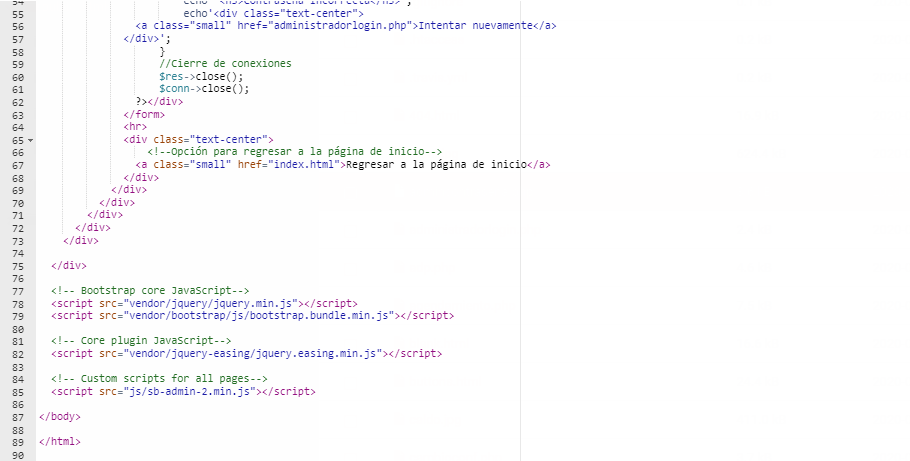 54 echo '<h3>Contraseña incorrecta</h3>';
55 echo'<div class="text-center">
56 <a class="small" href="administradorlogin.php">Intentar nuevamente</a>
57 </div>';
58 }
59 //Cierre de conexiones
60 $res->close();
61 $conn->close();
62 ?></div>
63 </form>
64 <hr>
65 <div class="text-center">
66 <!--Opción para regresar a la página de inicio-->
67 <a class="small" href="index.html">Regresar a la página de inicio</a>
68 </div>
69 </div>
70 </div>
71 </div>
72 </div>
73 </div>
74
75 </div>
76
77 <!-- Bootstrap core JavaScript-->
78 <script src="vendor/jquery/jquery.min.js"></script>
79 <script src="vendor/bootstrap/js/bootstrap.bundle.min.js"></script>
80
81 <!-- Core plugin JavaScript-->
82 <script src="vendor/jquery-easing/jquery.easing.min.js"></script>
83
84 <!-- Custom scripts for all pages-->
85 <script src="js/sb-admin-2.min.js"></script>
86
87 </body>
88
89 </html>
90